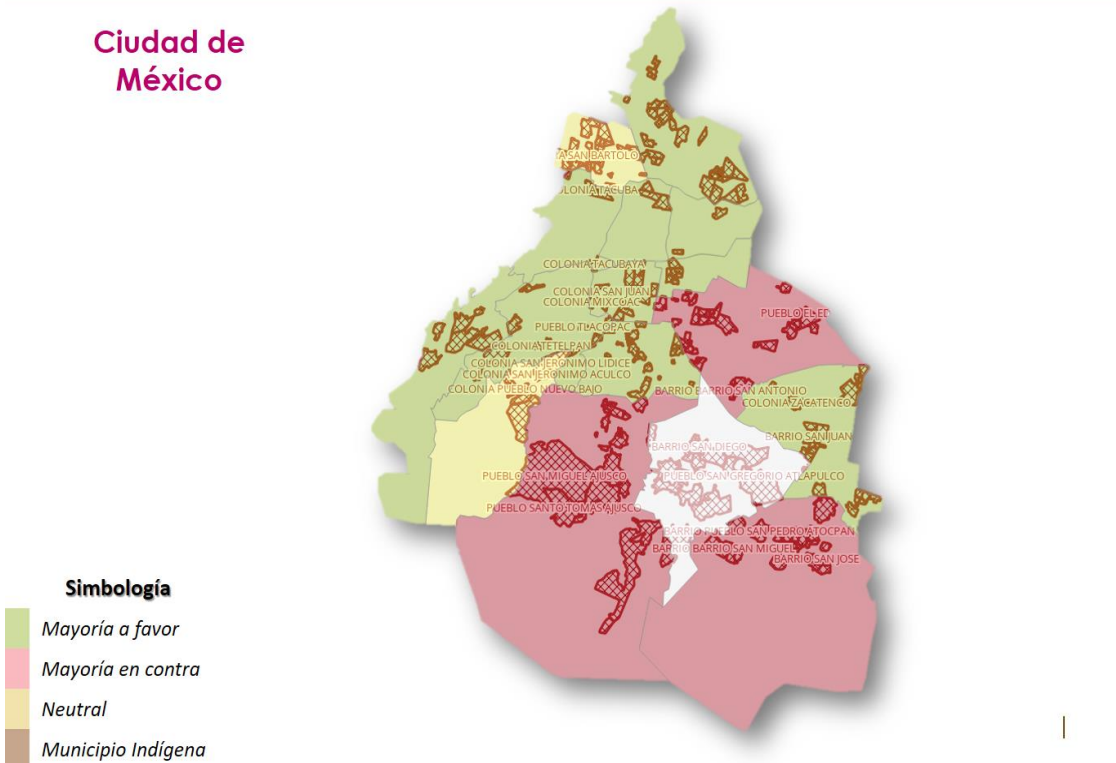 Ciudad de
México
A SAN BARTOLO
LONIA TACUBA
COLONIA TACUBAYA
COLONIA SAN JUAN
COLONIA MIXCOAC
PUEBLO EL ED
PUEBLO TLACOPAC
COLONIA TETELPAN
COLONIA SAN JERONIMO LIDICE
COLONIA SAN JERONIMO ACULCO
COLONIA PUEBLO NUEVO BAJO
BARRIO BARRIO SAN ANTONIO
COLONIA ZACATENCO
BARRIO SAN JUAN
BARRIO SAN DIEGO
PUEBLO SAN MIGUEL AJUSCO
PUEBLO SAN GREGORIO ATLAPULCO
PUEBLO SANTO TOMAS AJUSCO
BARRIO PUEBLO SAN PEDRO ATOCPAN
BARRIO BARRIO SAN MIGUEL
BARRIO SAN JOSE
Simbología
Mayoría a favor
Mayoría en contra
Neutral
Municipio Indígena